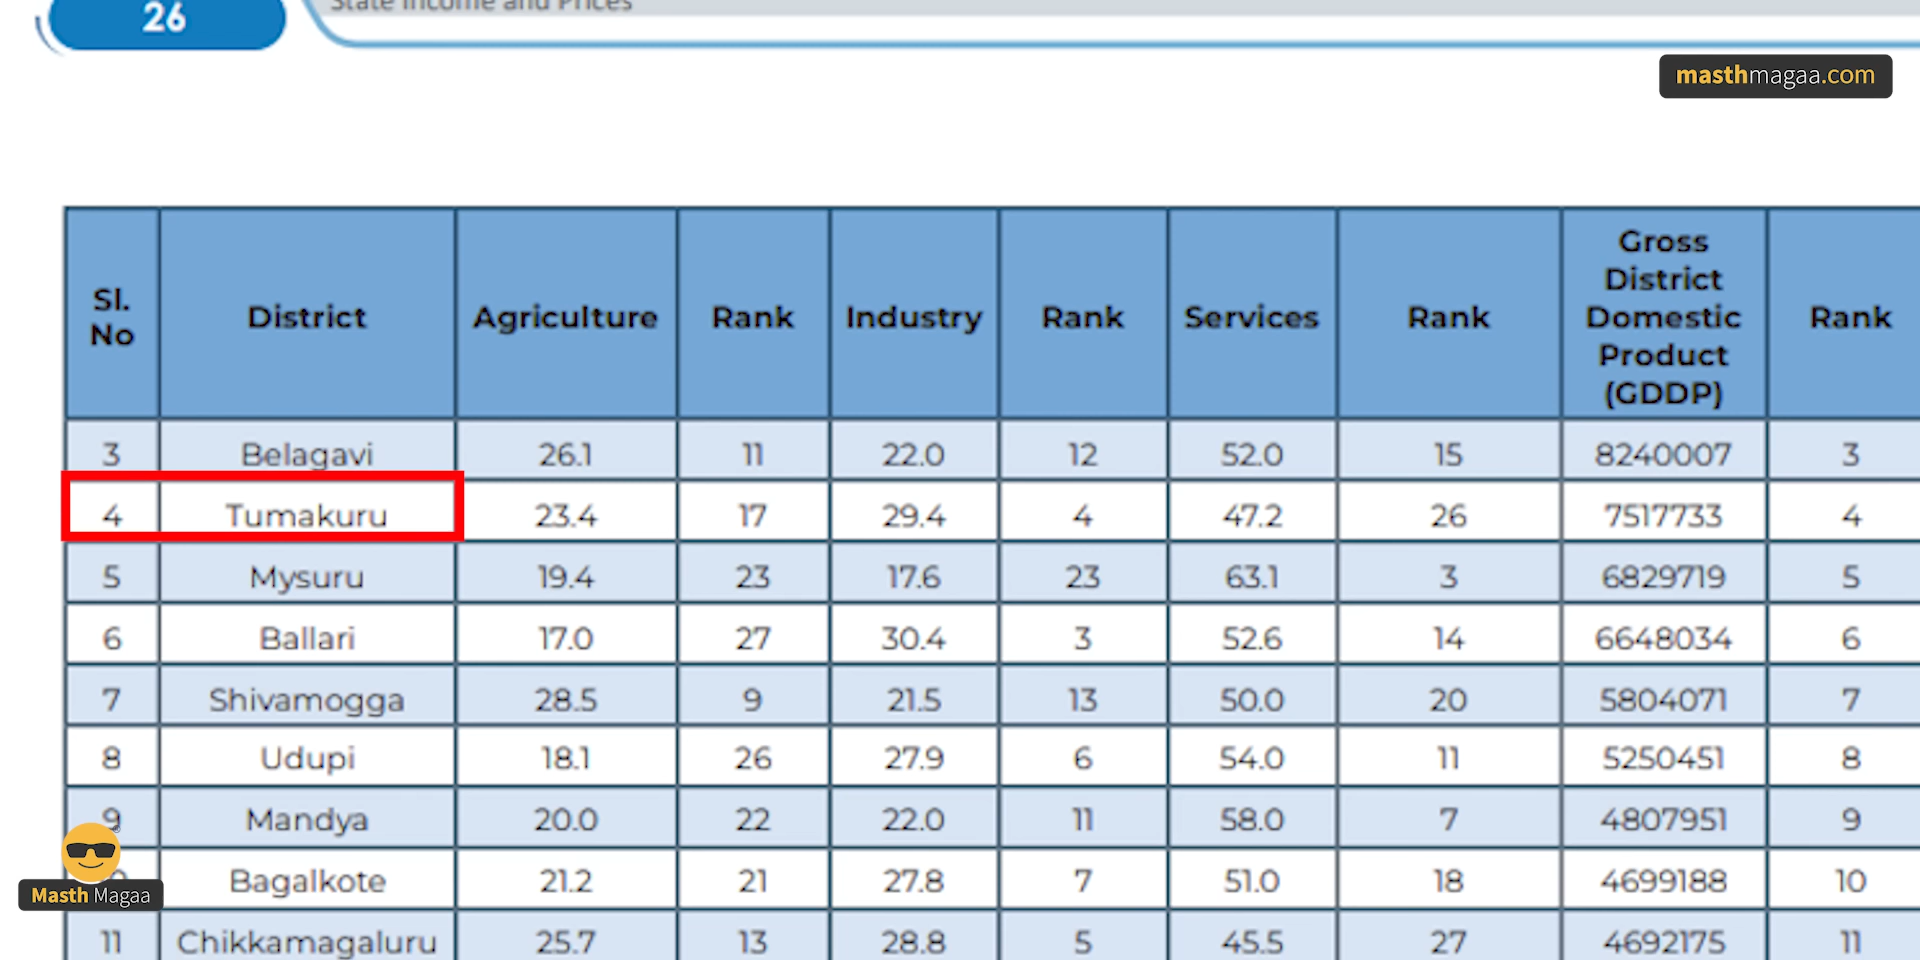 26
State Income and Prices
masthmagaa.com
Sl. No District Agriculture Rank Industry Rank Services Rank Gross District Domestic Product (GDDP) Rank
3 Belagavi 26.1 11 22.0 12 52.0 15 8240007 3
4 Tumakuru 23.4 17 29.4 4 47.2 26 7517733 4
5 Mysuru 19.4 23 17.6 23 63.1 3 6829719 5
6 Ballari 17.0 27 30.4 3 52.6 14 6648034 6
7 Shivamogga 28.5 9 21.5 13 50.0 20 5804071 7
8 Udupi 18.1 26 27.9 6 54.0 11 5250451 8
9 Mandya 20.0 22 22.0 11 58.0 7 4807951 9
Bagalkote 21.2 21 27.8 7 51.0 18 4699188 10
11 Chikkamagaluru 25.7 13 28.8 5 45.5 27 4692175 11
Masth Magaa